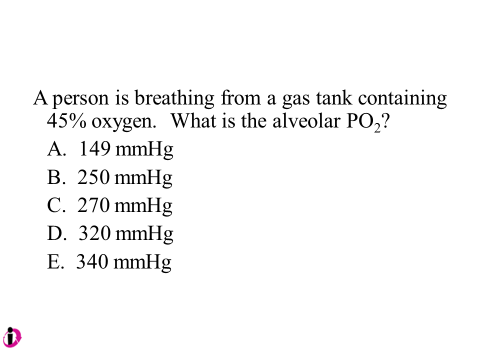 A person is breathing from a gas tank containing
45% oxygen. What is the alveolar PO₂?
A. 149 mmHg
B. 250 mmHg
C. 270 mmHg
D. 320 mmHg
E. 340 mmHg